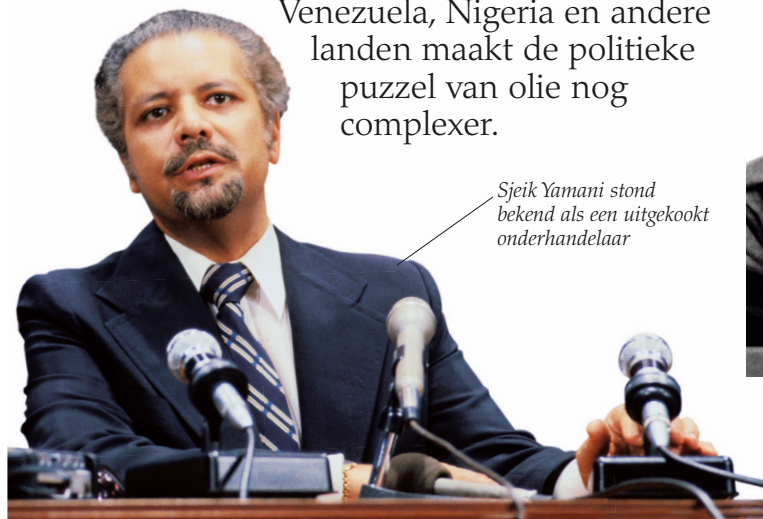 Venezuela, Nigeria en andere
landen maakt de politieke
puzzel van olie nog
complexer.
Sjeik Yamani stond
bekend als een uitgekookt
onderhandelaar